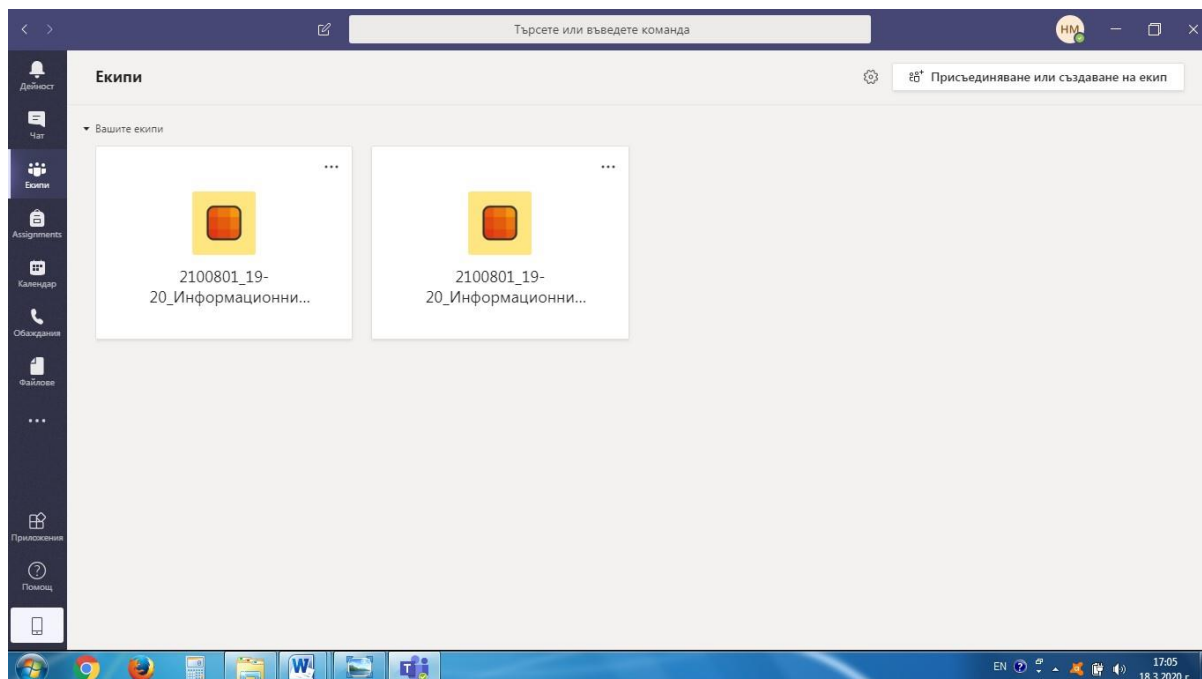 Търсете или въведете команда
НМ
Дейност
Чат
Екипи
Assignments
Календар
Обаждания
Файлове
Приложения
Помощ
Екипи
Присъединяване или създаване на екип
Вашите екипи
2100801_19-
20_Информационни...
2100801_19-
20_Информационни...
EN
17:05
18.3.2020 г.